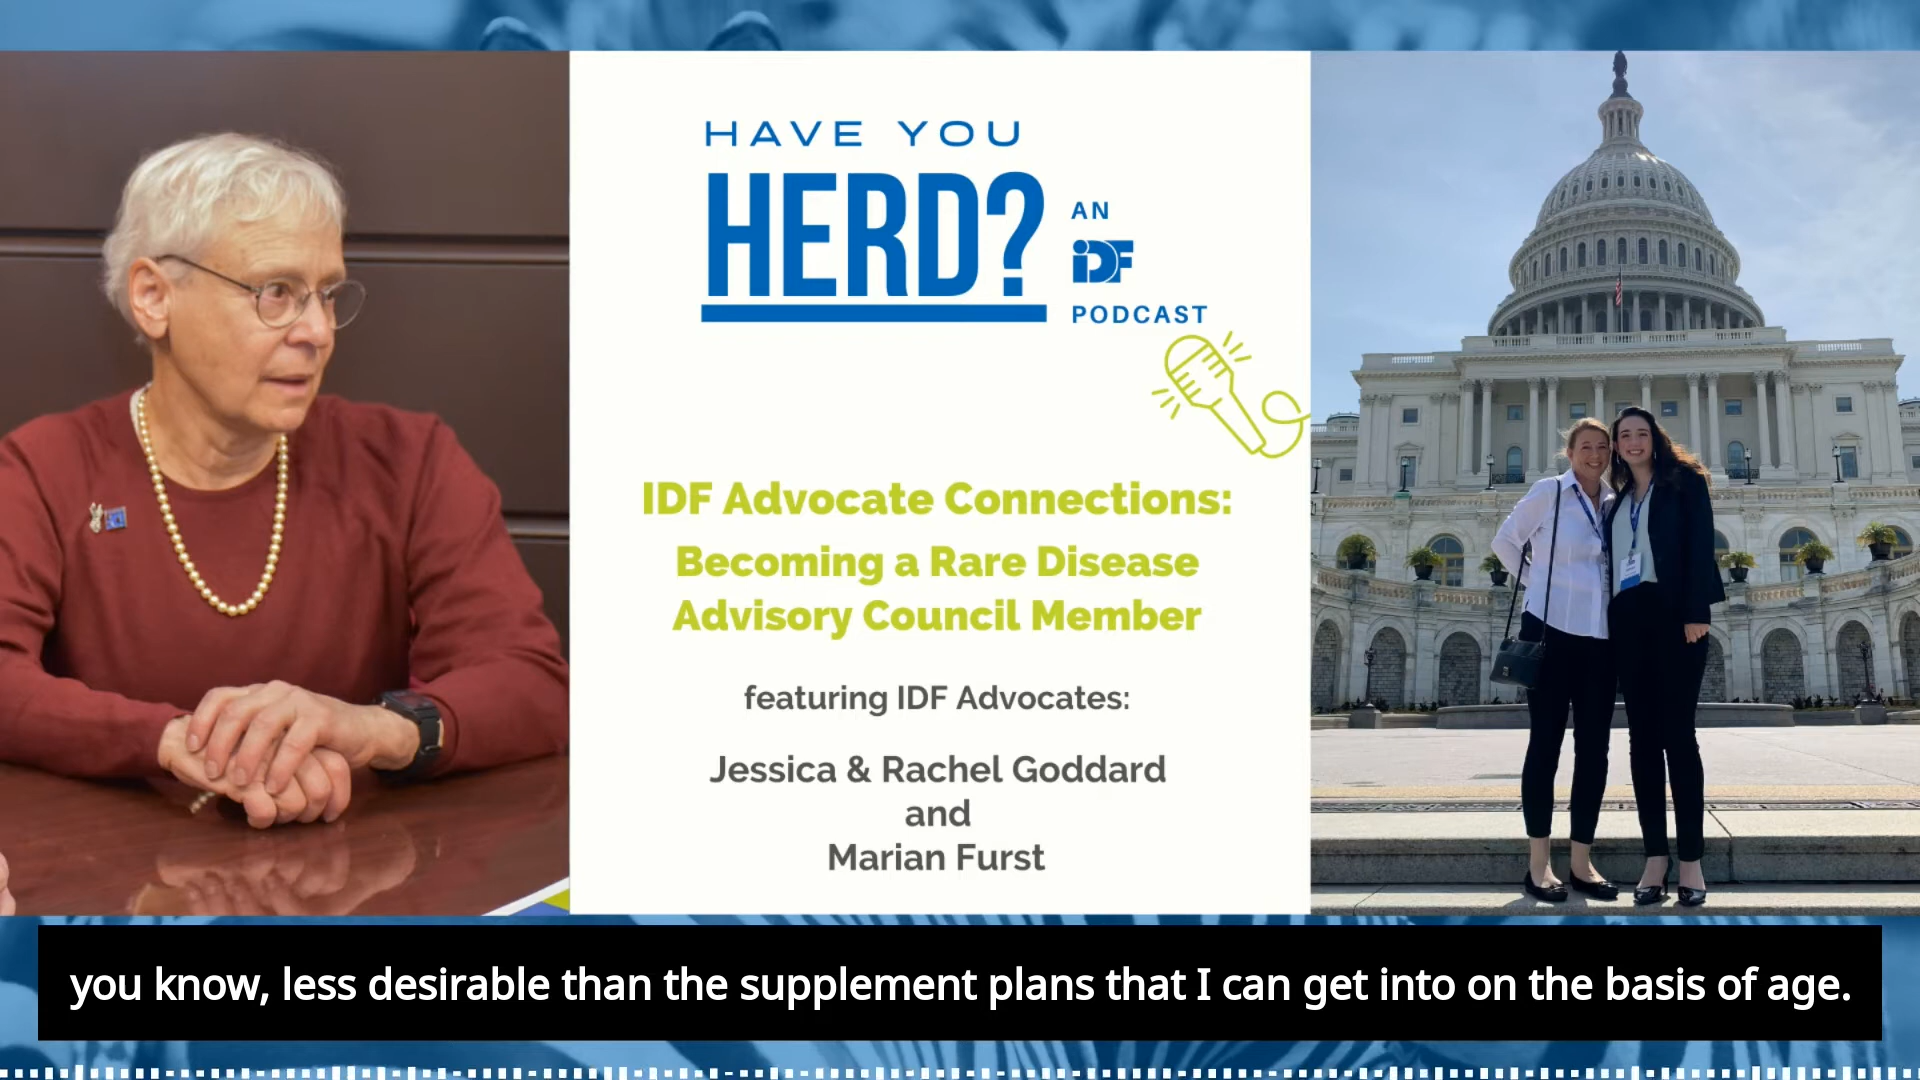 HAVE YOU
HERD?
AN
IDF
PODCAST
IDF Advocate Connections:
Becoming a Rare Disease
Advisory Council Member
featuring IDF Advocates:
Jessica & Rachel Goddard
and
Marian Furst
you know, less desirable than the supplement plans that I can get into on the basis of age.